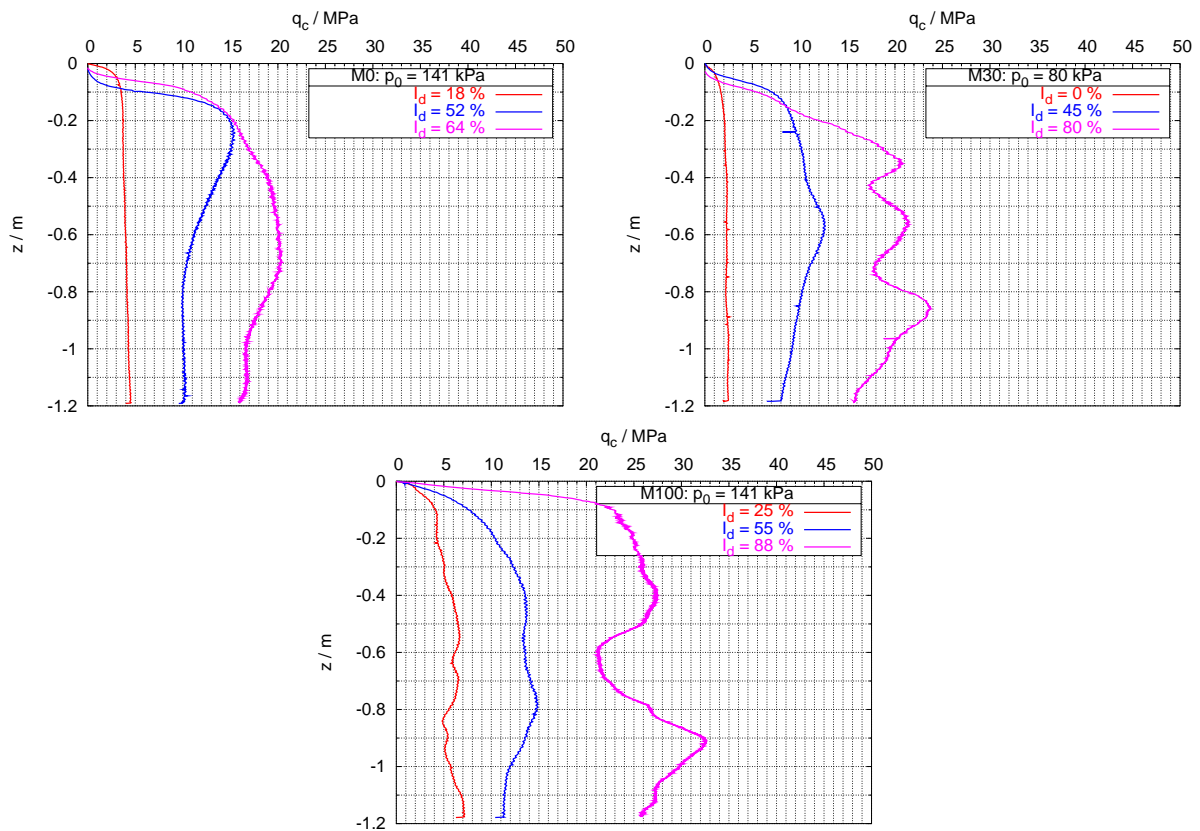 q_c / MPa
0 5 10 15 20 25 30 35 40 45 50
0
-0.2
-0.4
-0.6
-0.8
-1
-1.2
z / m
M0: p_0 = 141 kPa
I_d = 18 %
I_d = 52 %
I_d = 64 %
q_c / MPa
0 5 10 15 20 25 30 35 40 45 50
0
-0.2
-0.4
-0.6
-0.8
-1
-1.2
z / m
M30: p_0 = 80 kPa
I_d = 0 %
I_d = 45 %
I_d = 80 %
q_c / MPa
0 5 10 15 20 25 30 35 40 45 50
0
-0.2
-0.4
-0.6
-0.8
-1
-1.2
z / m
M100: p_0 = 141 kPa
I_d = 25 %
I_d = 55 %
I_d = 88 %